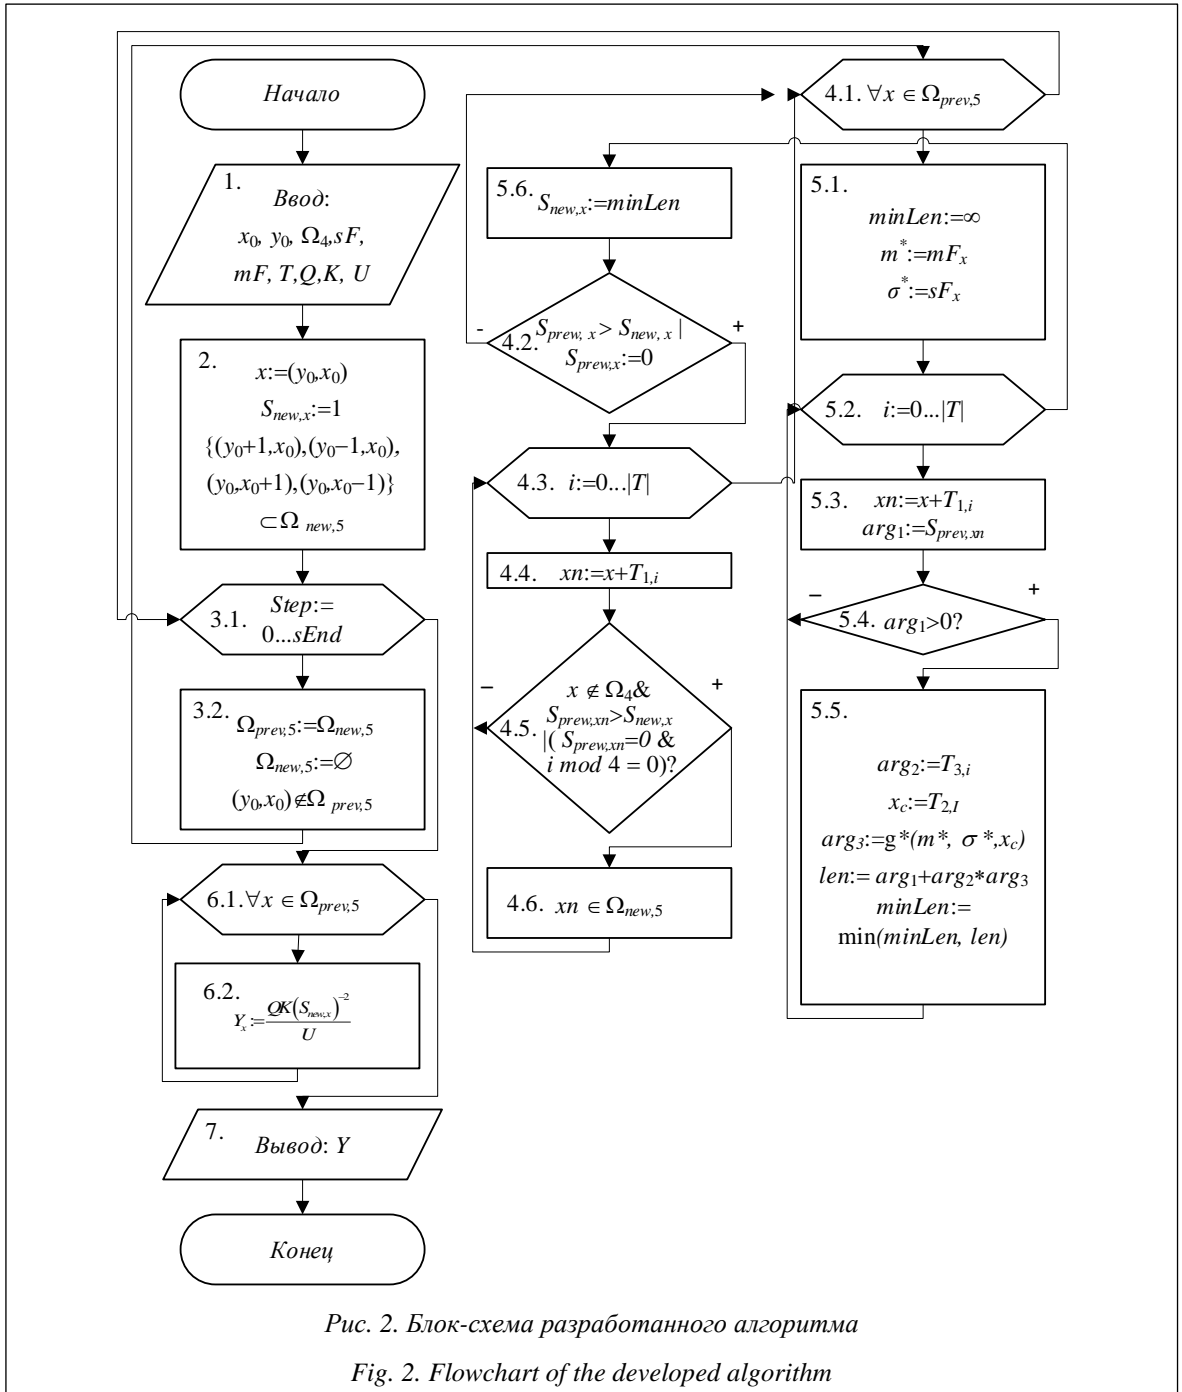 Начало
1.
Ввод:
x₀, y₀, Ω₄,sF,
mF, T,Q,K, U
2.
x:=(y₀,x₀)
Sₙₑw,ₓ:=1
{(y₀+1,x₀),(y₀−1,x₀),
(y₀,x₀+1),(y₀,x₀−1)}
⊂Ω new,5
3.1.
Step:=
0...sEnd
3.2.
Ωprev,5:=Ωnew,5
Ωnew,5:=∅
(y₀,x₀)∉Ω prev,5
6.1.∀x ∈ Ωprev,5
6.2.
Yₓ:=QK(Snew,x)⁻²/U
7.
Вывод: Y
Конец
5.6.
Snew,x:=minLen
-
+
4.2.
Sprew, x > Snew, x |
Sprew,x:=0
4.3. i:=0...|T|
4.4. xn:=x+T1,i
–
+
4.5.
x ∉ Ω₄&
Sprew,xn>Snew,x
|( Sprew,xn=0 &
i mod 4 = 0)?
4.6. xn ∈ Ωnew,5
4.1. ∀x ∈ Ωprev,5
5.1.
minLen:=∞
m*:=mFₓ
σ*:=sFₓ
5.2. i:=0...|T|
5.3. xn:=x+T1,i
arg₁:=Sprev,xn
–
+
5.4. arg₁>0?
5.5.
arg₂:=T3,i
xc:=T2,I
arg₃:=g*(m*, σ*,xc)
len:= arg₁+arg₂*arg₃
minLen:=
min(minLen, len)
Рис. 2. Блок-схема разработанного алгоритма
Fig. 2. Flowchart of the developed algorithm